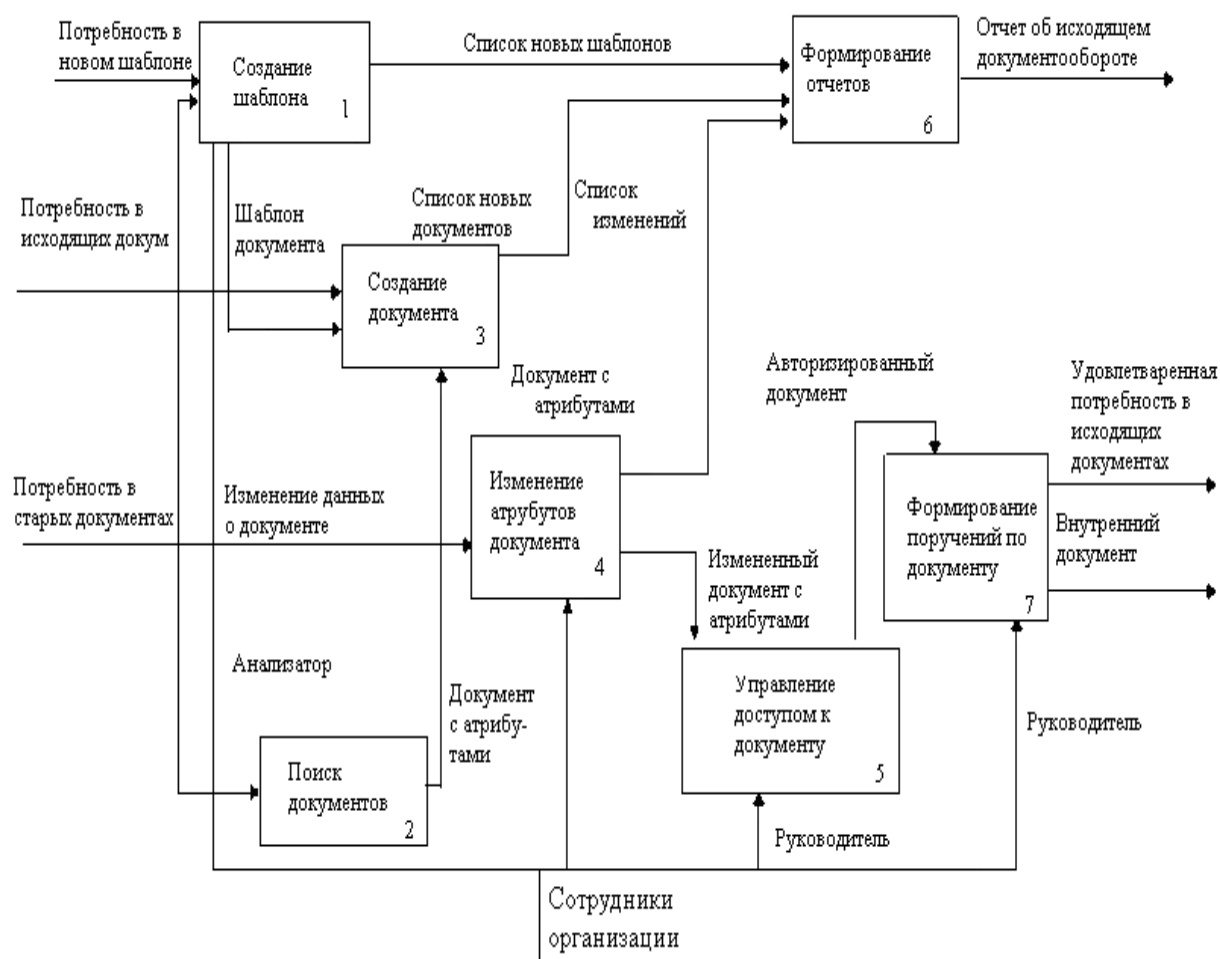 Потребность в
новом шаблоне
Создание
шаблона
1
Список новых шаблонов
Формирование
отчетов
6
Отчет об исходящем
документообороте
Потребность в
исходящих докум
Шаблон
документа
Список новых
документов
Список
изменений
Создание
документа
3
Документ с
атрибутами
Авторизированный
документ
Удовлетваренная
потребность в
исходящих
документах
Потребность в
старых документах
Изменение данных
о документе
Изменение
атрубутов
документа
4
Формирование
поручений по
документу
7
Внутренний
документ
Измененный
документ с
атрибутами
Анализатор
Документ
с атрибу-
тами
Управление
доступом к
документу
5
Руководитель
Поиск
документов
2
Руководитель
Сотрудники
организации